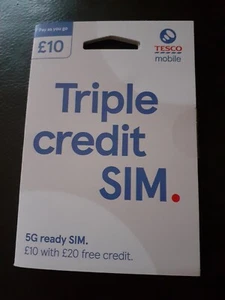 Pay as you go
£10
TESCO
mobile
Triple
credit
SIM.
5G ready SIM.
£10 with £20 free credit.